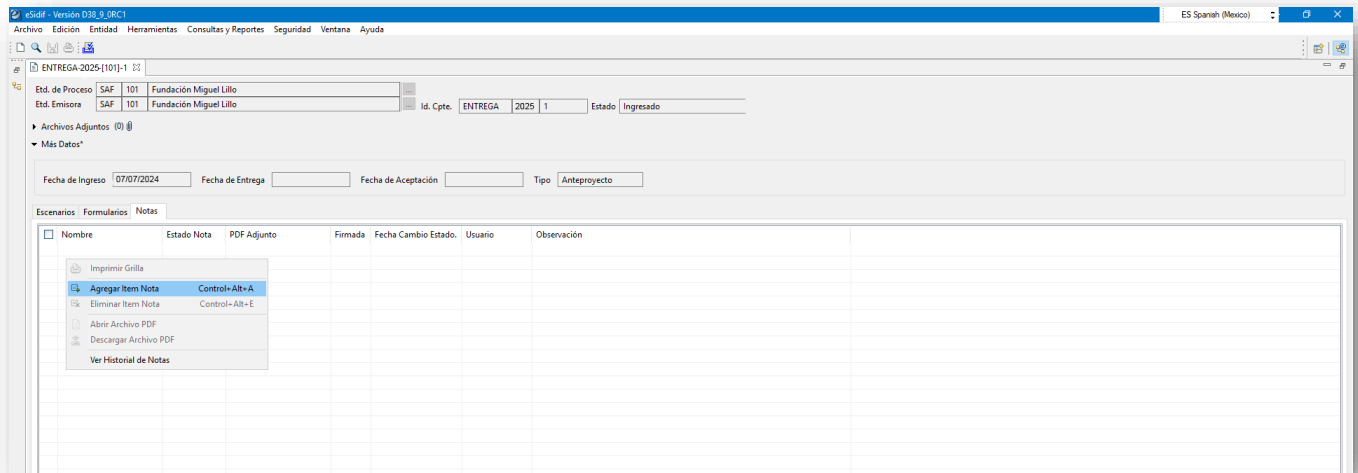 eSidif - Versión D38_9_0RC1 ES Spanish (Mexico)
Archivo Edición Entidad Herramientas Consultas y Reportes Seguridad Ventana Ayuda
ENTREGA-2025-[101]-1
Etd. de Proceso SAF 101 Fundación Miguel Lillo ...
Etd. Emisora SAF 101 Fundación Miguel Lillo ... Id. Cpte. ENTREGA 2025 1 Estado Ingresado
Archivos Adjuntos (0)
Más Datos*
Fecha de Ingreso 07/07/2024 Fecha de Entrega Fecha de Aceptación Tipo Anteproyecto
Escenarios Formularios Notas
Nombre Estado Nota PDF Adjunto Firmada Fecha Cambio Estado. Usuario Observación
Imprimir Grilla
Agregar Item Nota Control+Alt+A
Eliminar Item Nota Control+Alt+E
Abrir Archivo PDF
Descargar Archivo PDF
Ver Historial de Notas